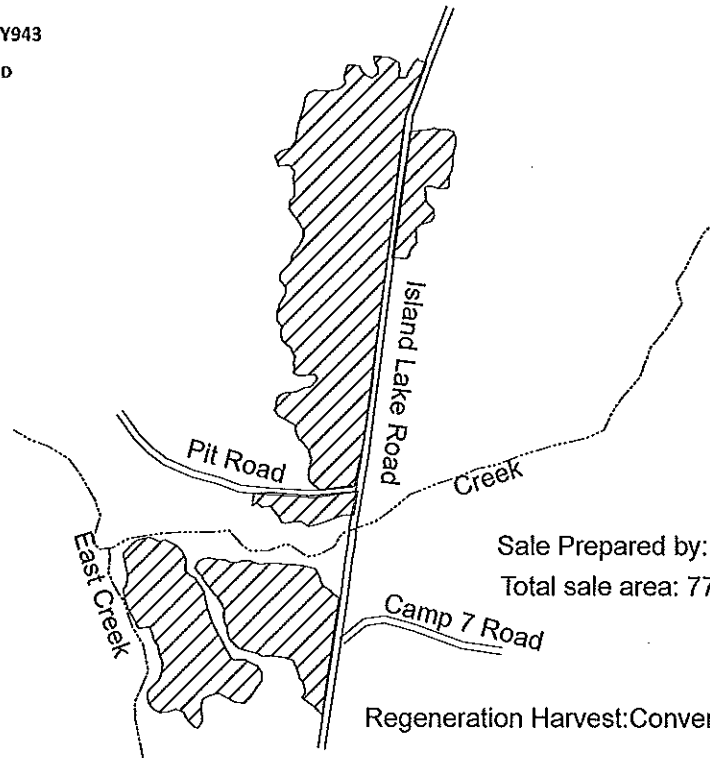 Y943
D
Island Lake Road
Pit Road
Creek
East Creek
Sale Prepared by:
Total sale area: 77
Camp 7 Road
Regeneration Harvest:Conver